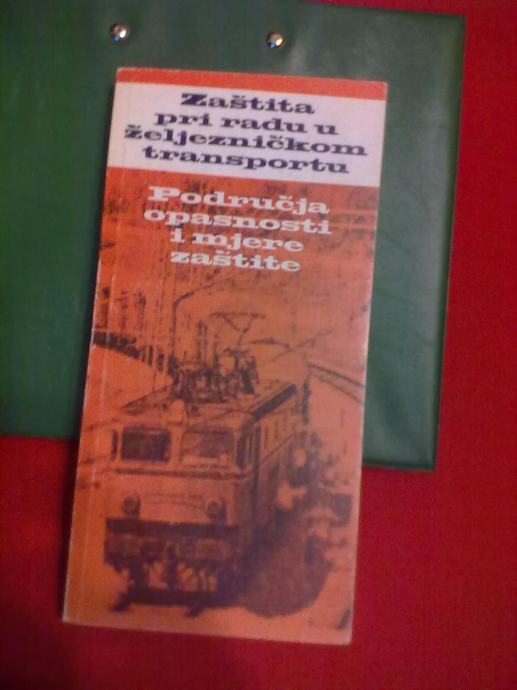 Zaštita
pri radu u
željezničkom
transportu
Područja
opasnosti
i mjere
zaštite